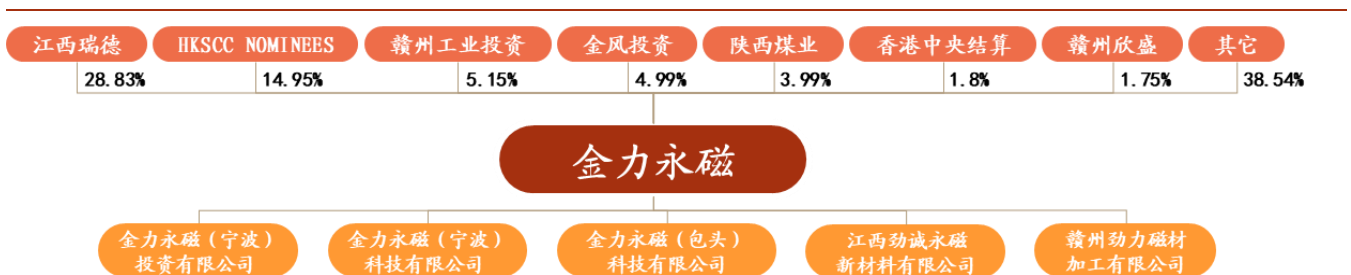 江西瑞德 HKSCC NOMINEES 赣州工业投资 金风投资 陕西煤业 香港中央结算 赣州欣盛 其它
28.83% 14.95% 5.15% 4.99% 3.99% 1.8% 1.75% 38.54%
金力永磁
金力永磁（宁波）
投资有限公司
金力永磁（宁波）
科技有限公司
金力永磁（包头）
科技有限公司
江西劲诚永磁
新材料有限公司
赣州劲力磁材
加工有限公司